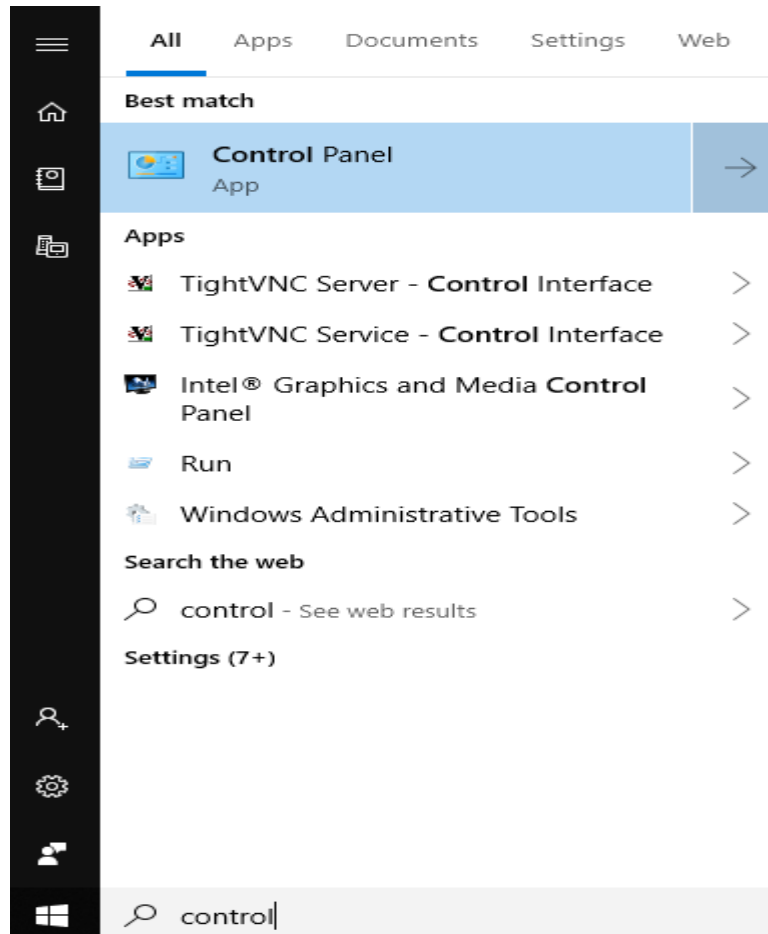 All Apps Documents Settings Web
Best match
Control Panel
App
Apps
TightVNC Server - Control Interface
TightVNC Service - Control Interface
Intel® Graphics and Media Control
Panel
Run
Windows Administrative Tools
Search the web
control - See web results
Settings (7+)
control